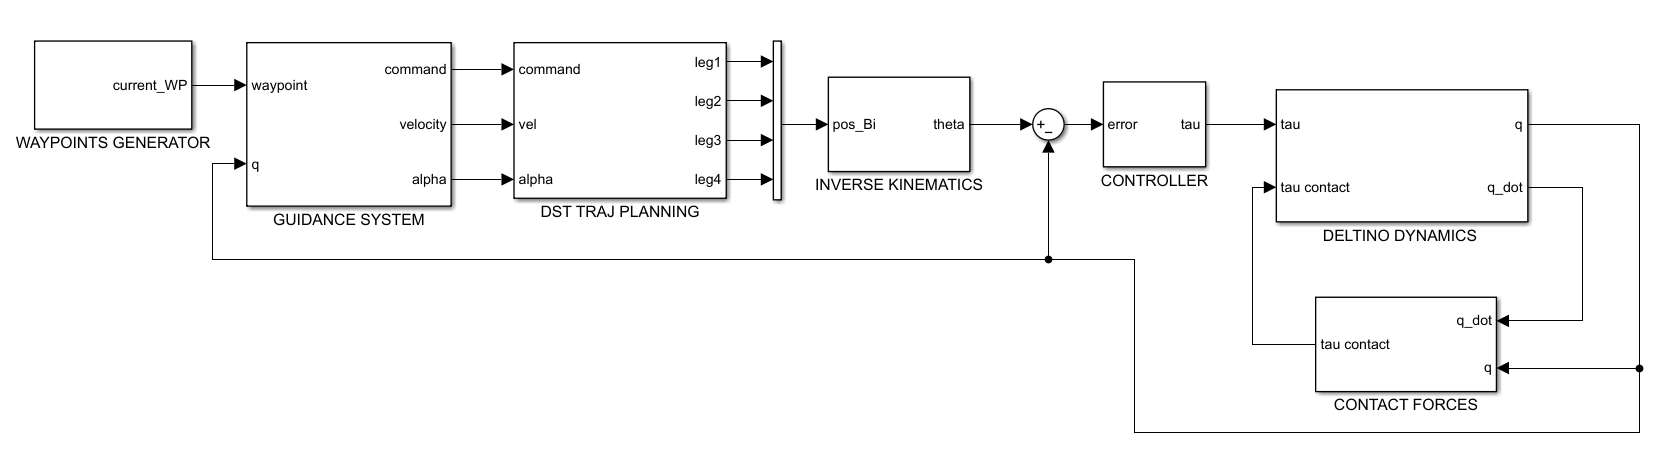 current_WP
WAYPOINTS GENERATOR
waypoint
q
command
velocity
alpha
GUIDANCE SYSTEM
command
vel
alpha
leg1
leg2
leg3
leg4
DST TRAJ PLANNING
pos_Bi
theta
INVERSE KINEMATICS
+
−
error
tau
CONTROLLER
tau
tau contact
q
q_dot
DELTINO DYNAMICS
q_dot
tau contact
q
CONTACT FORCES